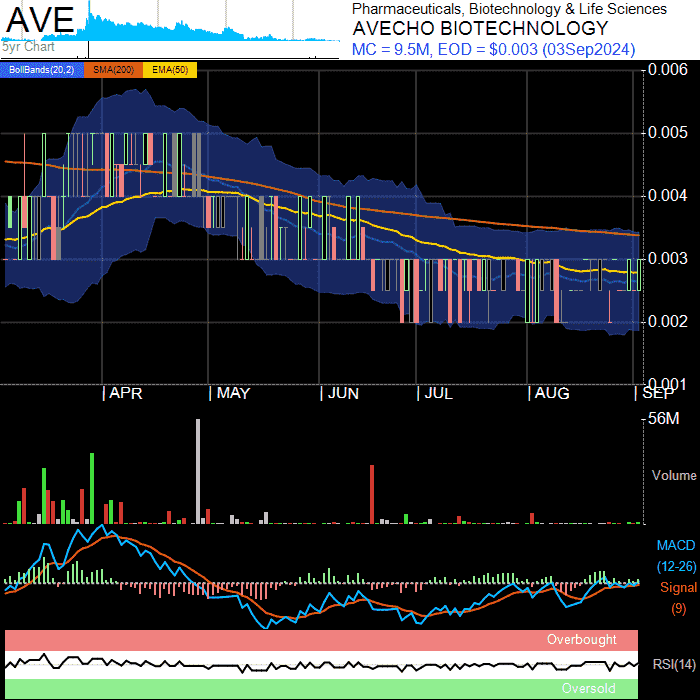 AVE
5yr Chart
Pharmaceuticals, Biotechnology & Life Sciences
AVECHO BIOTECHNOLOGY
MC = 9.5M, EOD = $0.003 (03Sep2024)
BollBands(20,2) SMA(200) EMA(50)
0.006
0.005
0.004
0.003
0.002
0.001
APR MAY JUN JUL AUG SEP
56M
Volume
MACD
(12-26)
Signal
(9)
Overbought
RSI(14)
Oversold